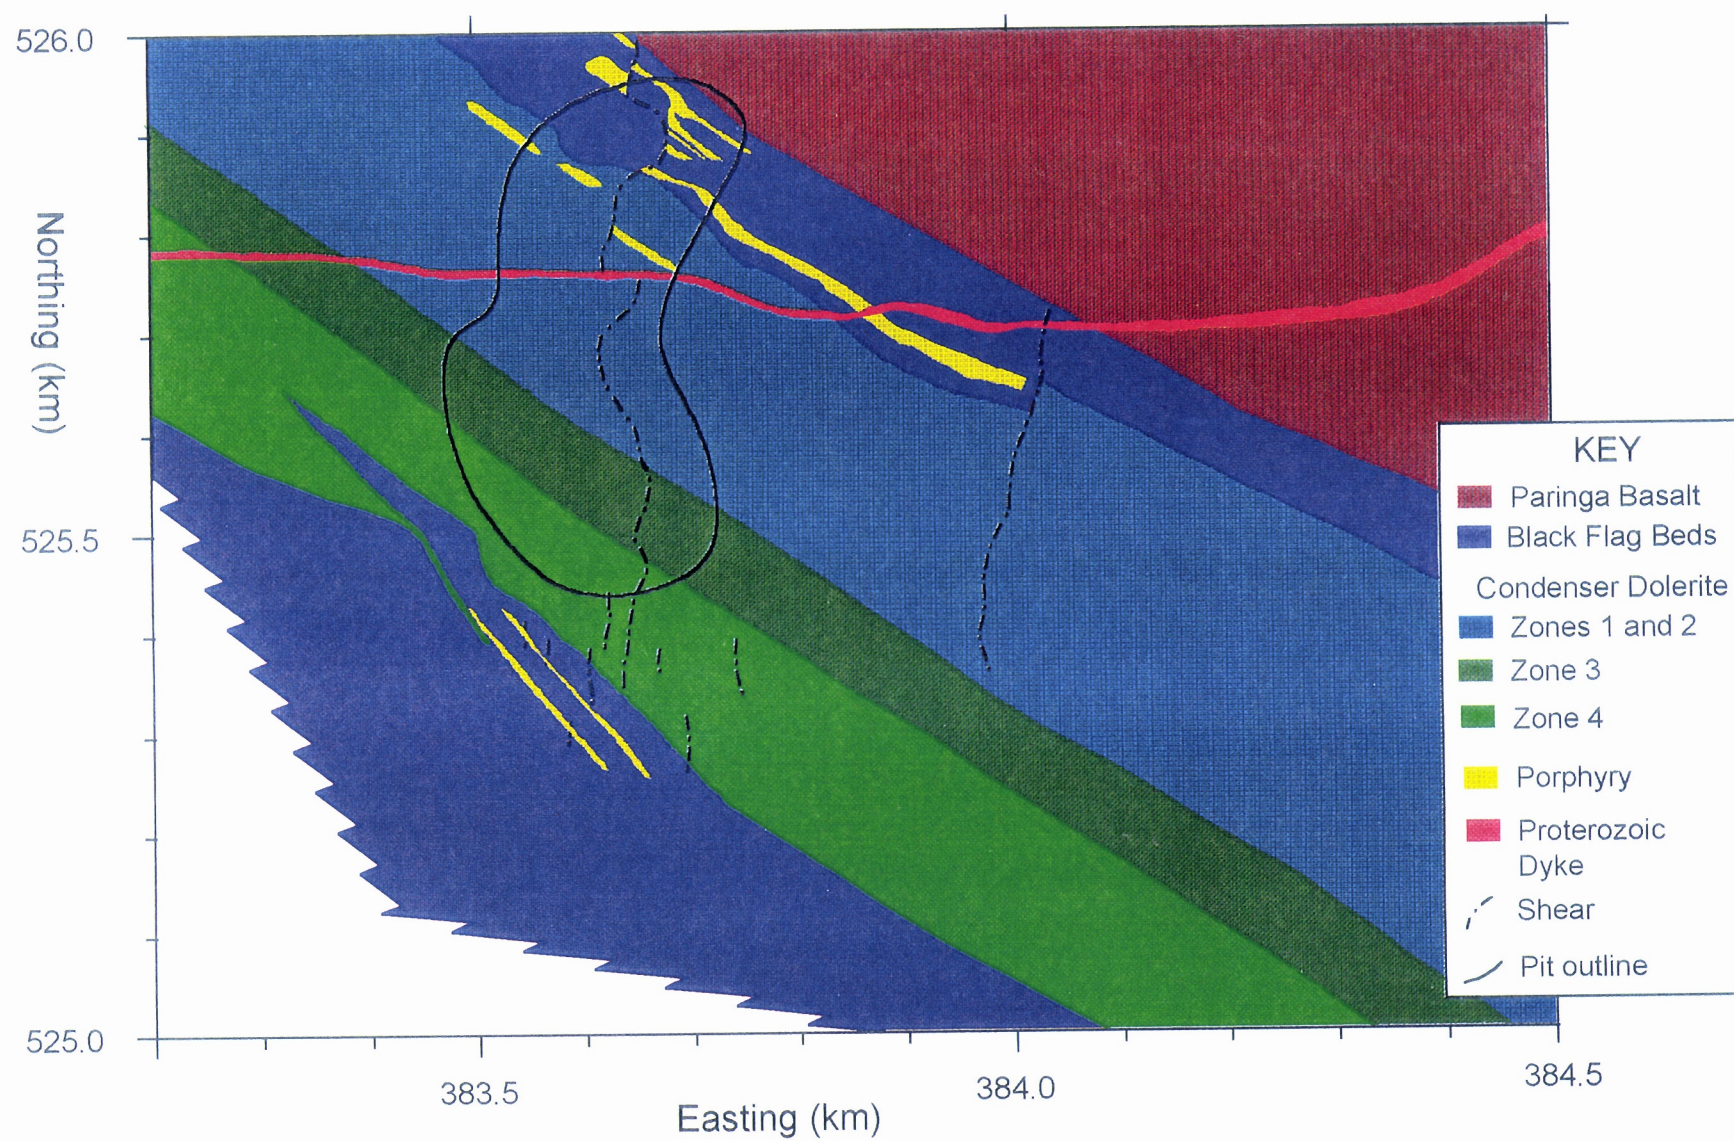 526.0
525.5
525.0
Northing (km)
383.5
384.0
384.5
Easting (km)
KEY
Paringa Basalt
Black Flag Beds
Condenser Dolerite
Zones 1 and 2
Zone 3
Zone 4
Porphyry
Proterozoic
Dyke
Shear
Pit outline